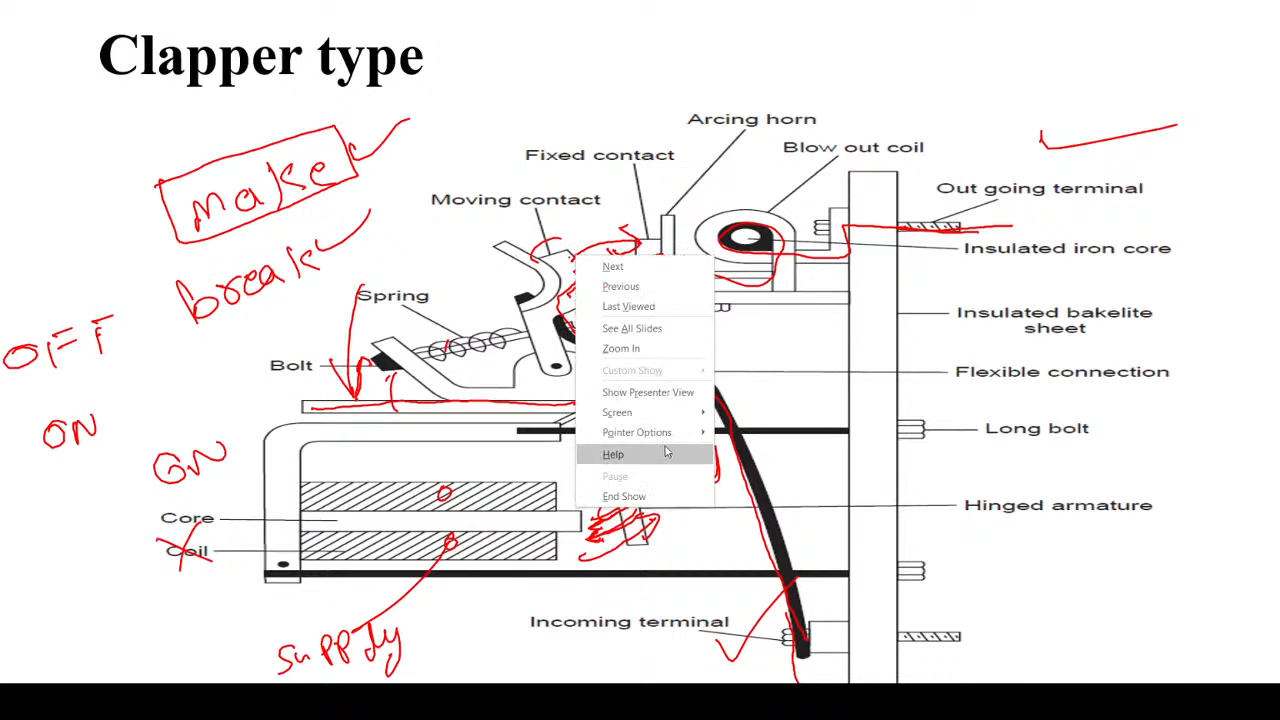 Clapper type
Arcing horn
Fixed contact
Blow out coil
make
Moving contact
Out going terminal
Insulated iron core
break
Next
Previous
Spring
Last Viewed
Insulated bakelite
sheet
OFF
See All Slides
Zoom In
Bolt
Custom Show
Flexible connection
Show Presenter View
Screen
ON
Pointer Options
Long bolt
ON
Help
Pause
End Show
Hinged armature
Core
Coil
Incoming terminal
supply